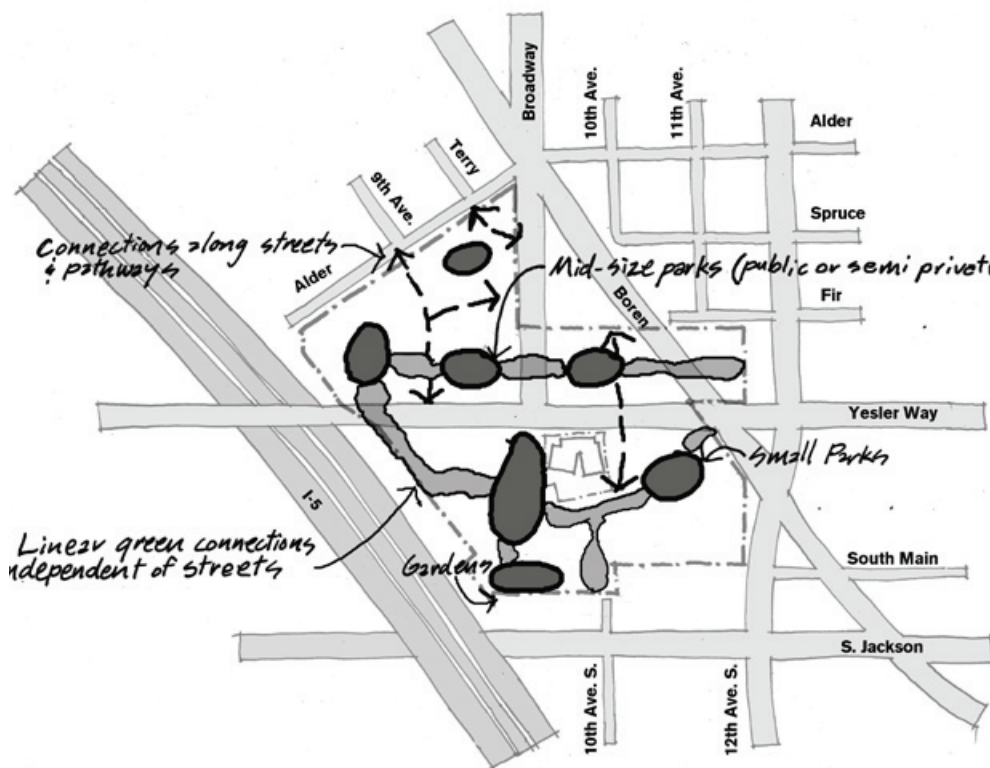 Broadway
10th Ave.
11th Ave.
Alder
Terry
9th Ave.
Spruce
Connections along streets
& pathways
Mid-size parks (public or semi privet
Alder
Boren
Fir
Yesler Way
Small Parks
I-5
Linear green connections
ndependent of streets
Gardens
South Main
S. Jackson
10th Ave. S.
12th Ave. S.